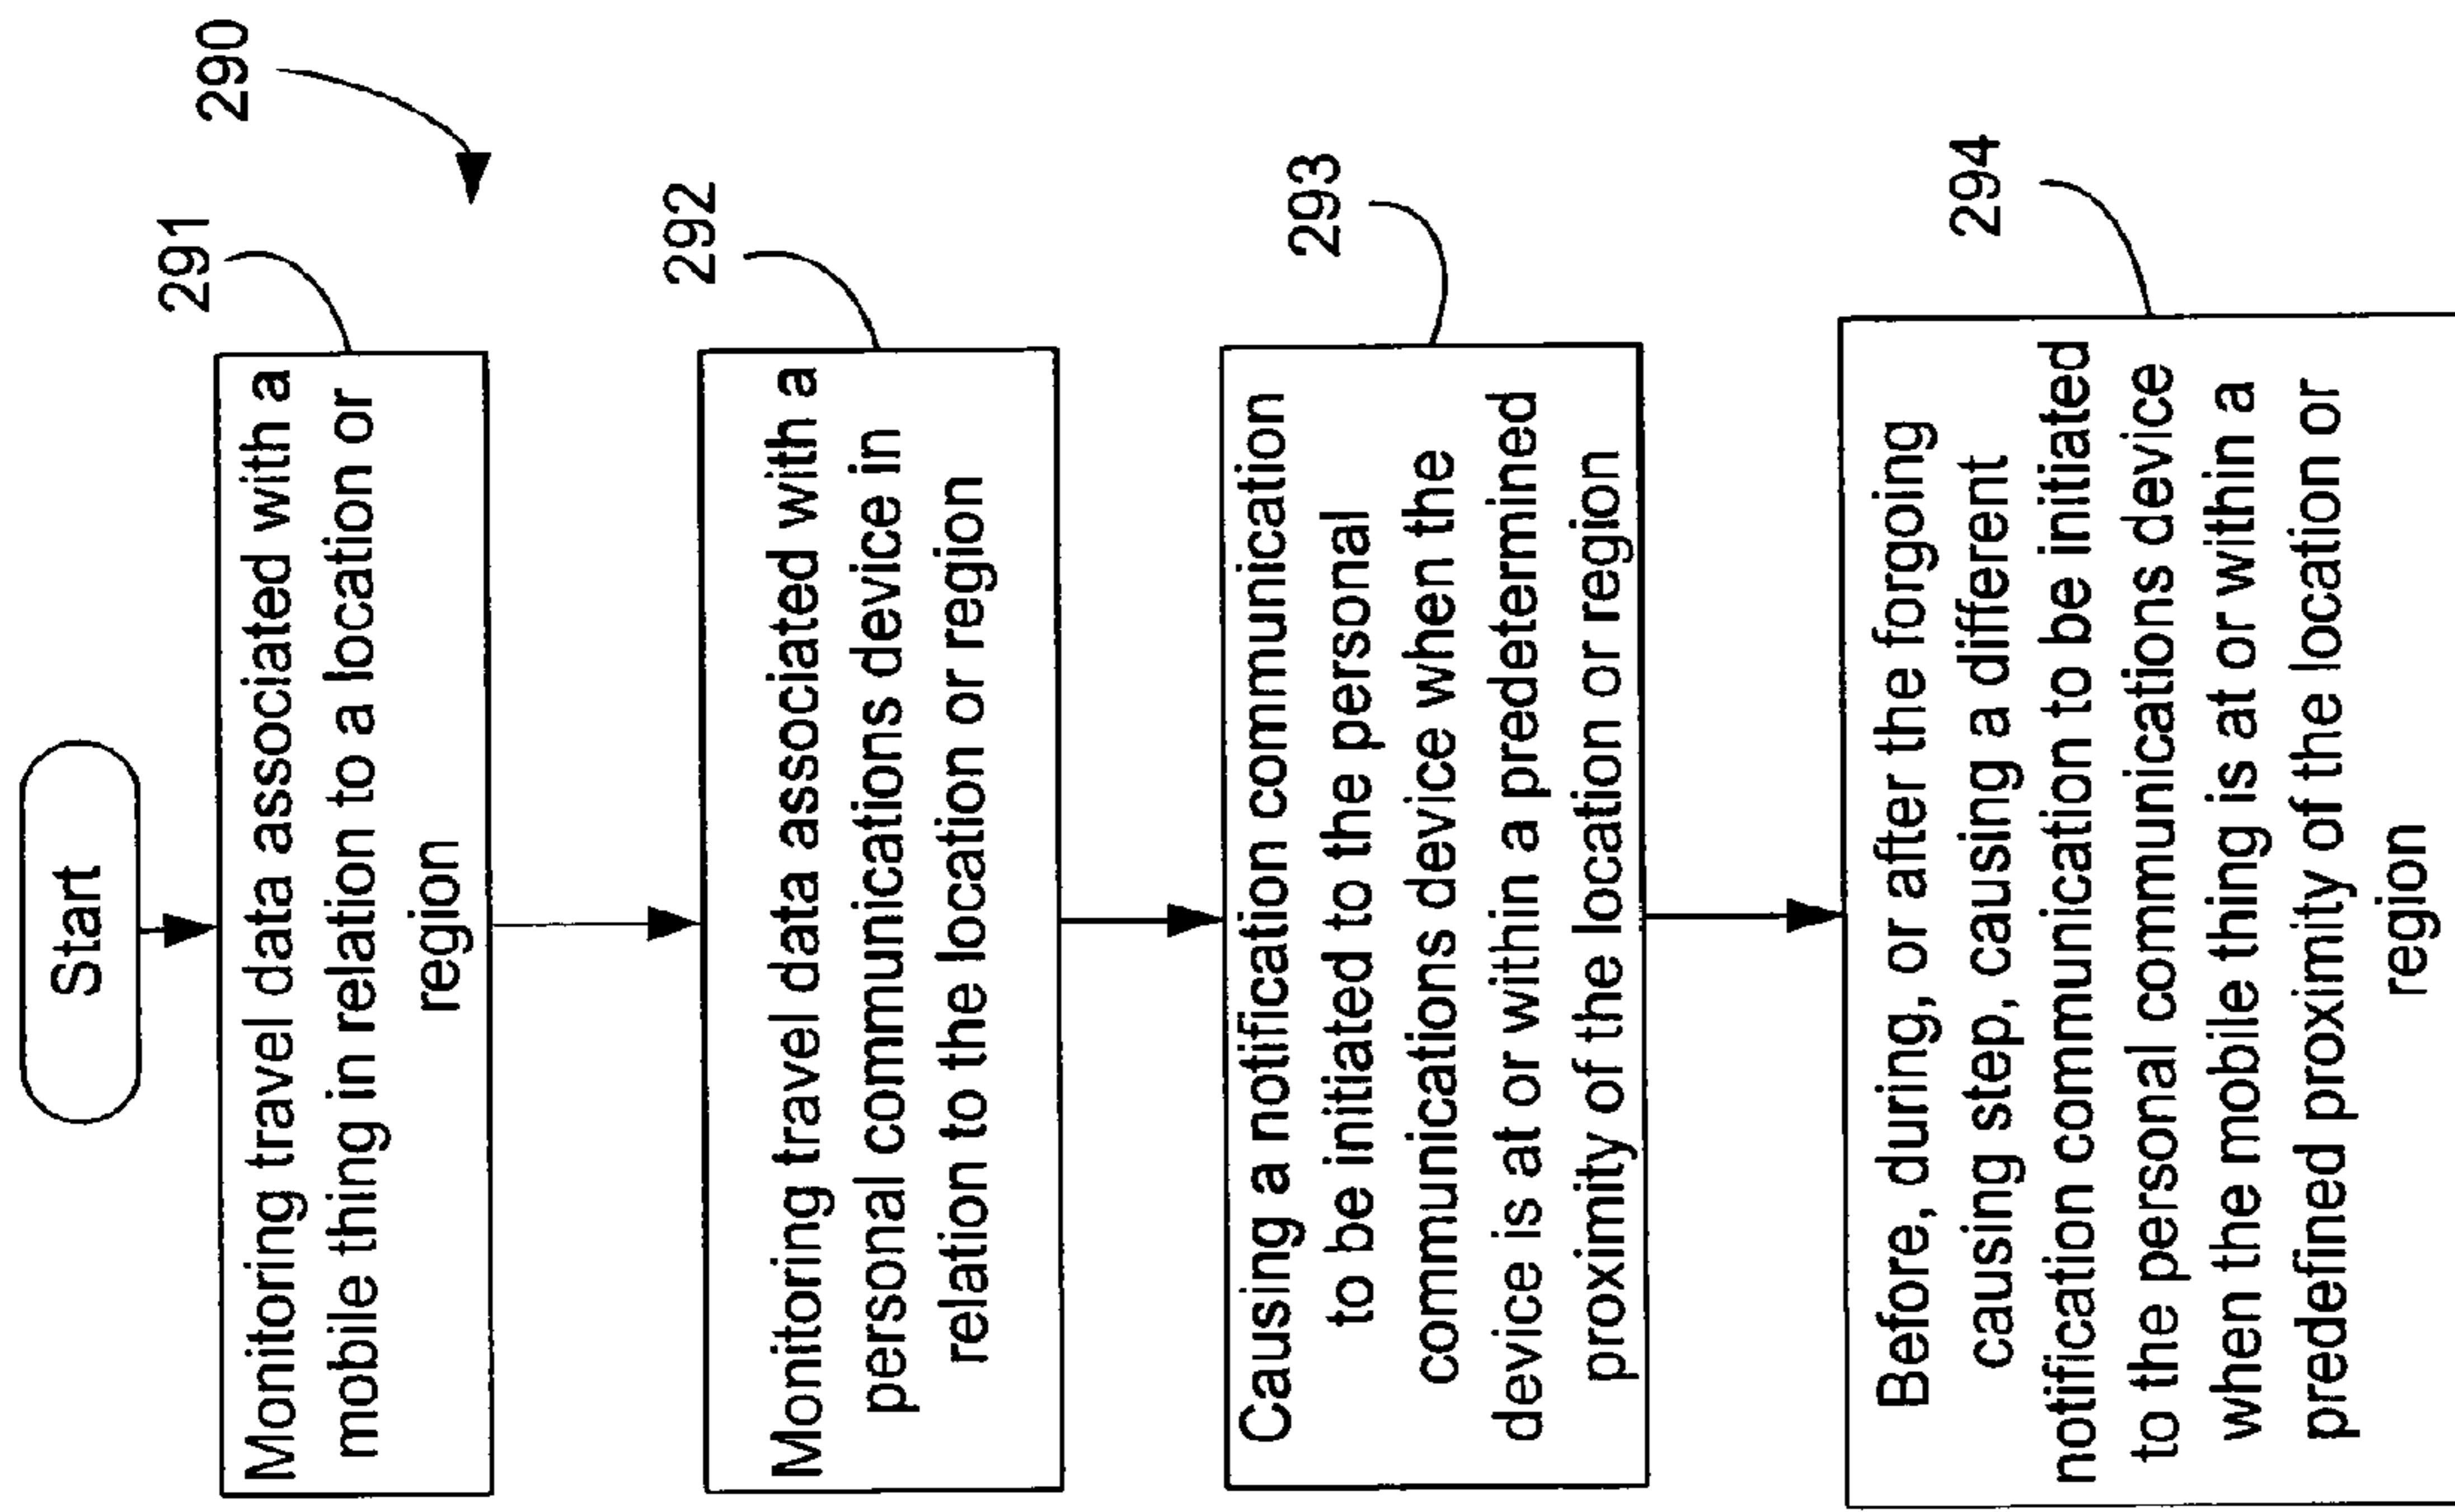 290
Start
291
Monitoring travel data associated with a
mobile thing in relation to a location or
region
292
Monitoring travel data associated with a
personal communications device in
relation to the location or region
293
Causing a notification communication
to be initiated to the personal
communications device when the
device is at or within a predetermined
proximity of the location or region
294
Before, during, or after the forgoing
causing step, causing a different
notification communication to be initiated
to the personal communications device
when the mobile thing is at or within a
predefined proximity of the location or
region